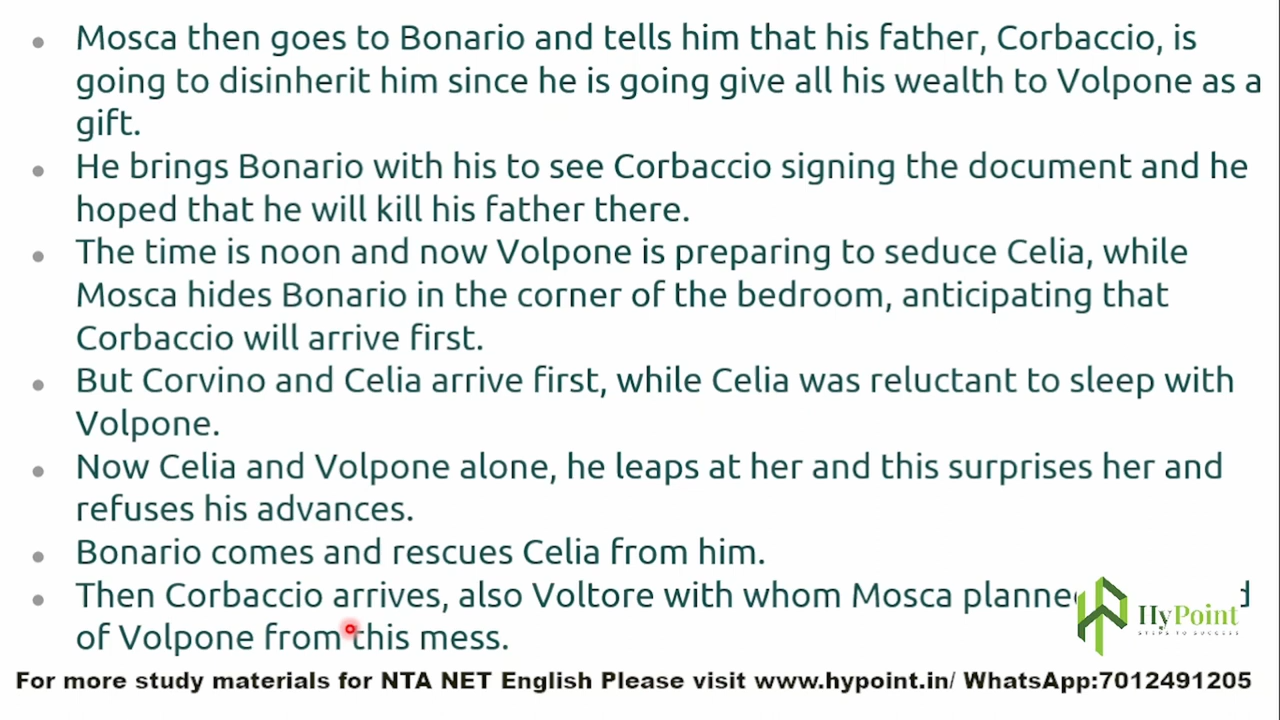 • Mosca then goes to Bonario and tells him that his father, Corbaccio, is
going to disinherit him since he is going give all his wealth to Volpone as a
gift.
• He brings Bonario with his to see Corbaccio signing the document and he
hoped that he will kill his father there.
• The time is noon and now Volpone is preparing to seduce Celia, while
Mosca hides Bonario in the corner of the bedroom, anticipating that
Corbaccio will arrive first.
• But Corvino and Celia arrive first, while Celia was reluctant to sleep with
Volpone.
• Now Celia and Volpone alone, he leaps at her and this surprises her and
refuses his advances.
• Bonario comes and rescues Celia from him.
• Then Corbaccio arrives, also Voltore with whom Mosca planned
of Volpone from this mess.
HyPoint
STEPS TO SUCCESS
For more study materials for NTA NET English Please visit www.hypoint.in/ WhatsApp:7012491205